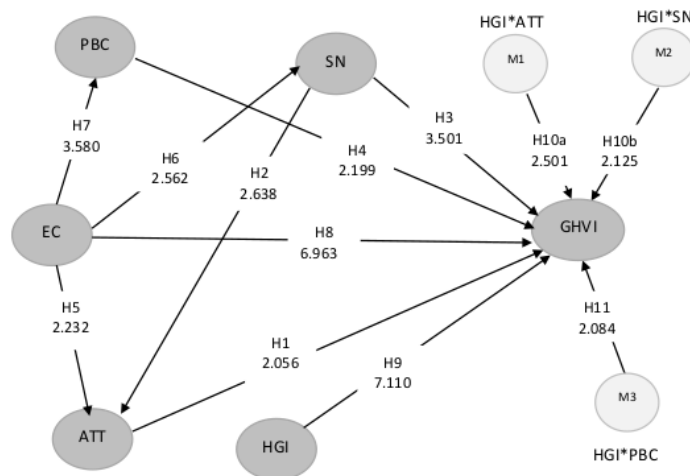 HGI*ATT
HGI*SN
PBC
SN
M1
M2
H7
3.580
H6
2.562
H2
2.638
H4
2.199
H3
3.501
H10a
2.501
H10b
2.125
EC
H8
6.963
GHVI
H5
2.232
H1
2.056
H9
7.110
H11
2.084
ATT
HGI
M3
HGI*PBC